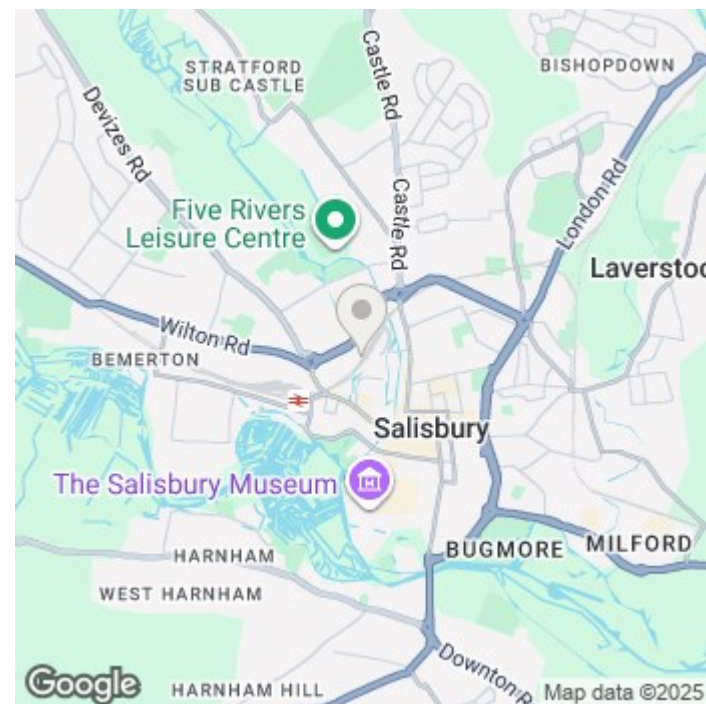 STRATFORD
SUB CASTLE
Castle Rd
BISHOPDOWN
Devizes Rd
Five Rivers
Leisure Centre
Castle Rd
London Rd
Laverstoc
Wilton Rd
BEMERTON
Salisbury
The Salisbury Museum
HARNHAM
BUGMORE
MILFORD
WEST HARNHAM
Downton R
Google
HARNHAM HILL
Map data ©2025